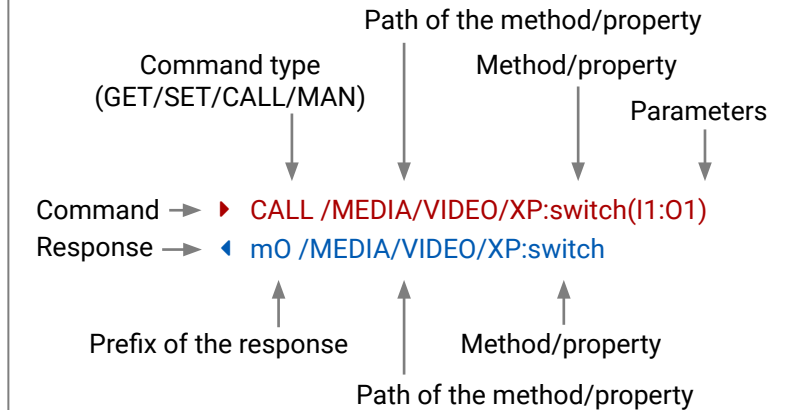 Path of the method/property
Command type
(GET/SET/CALL/MAN)
Method/property
Parameters
Command
CALL /MEDIA/VIDEO/XP:switch(I1:O1)
Response
mO /MEDIA/VIDEO/XP:switch
Prefix of the response
Method/property
Path of the method/property